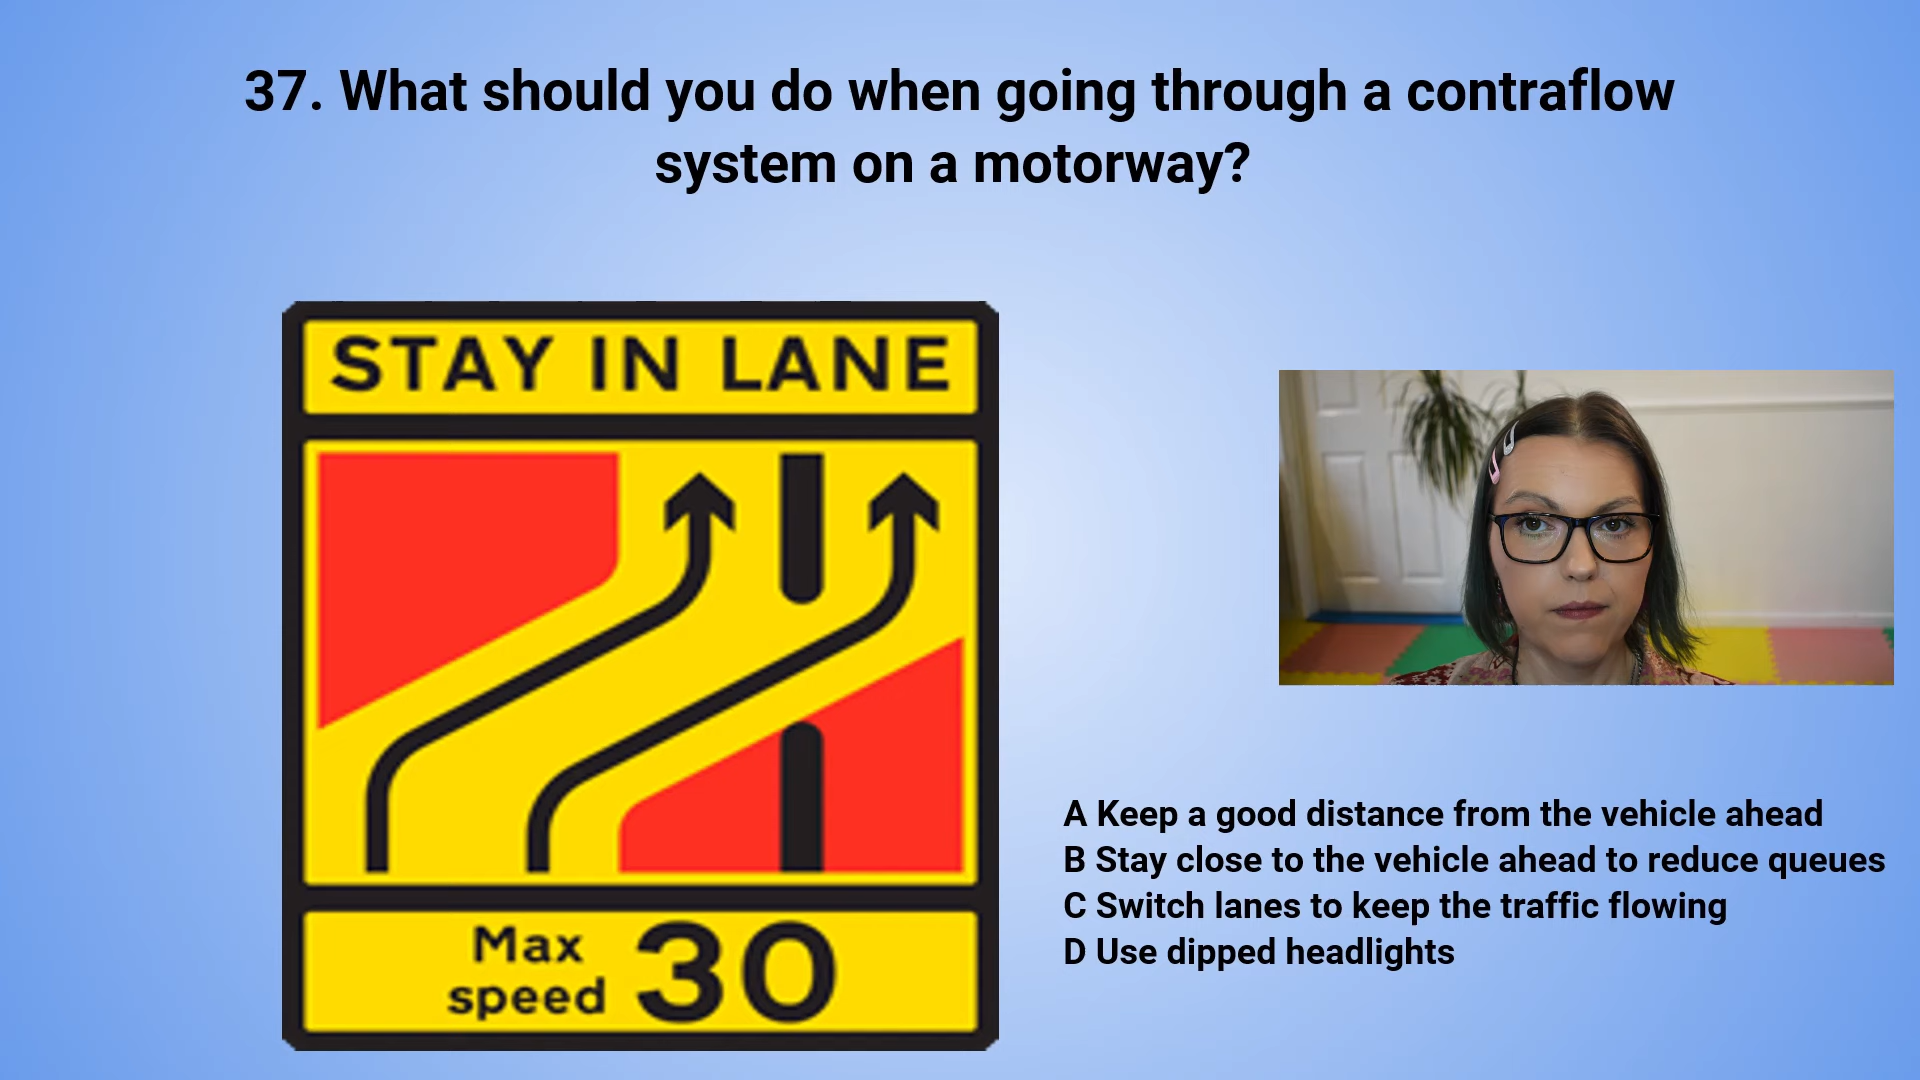 37. What should you do when going through a contraflow
system on a motorway?
STAY IN LANE
Max
speed 30
A Keep a good distance from the vehicle ahead
B Stay close to the vehicle ahead to reduce queues
C Switch lanes to keep the traffic flowing
D Use dipped headlights